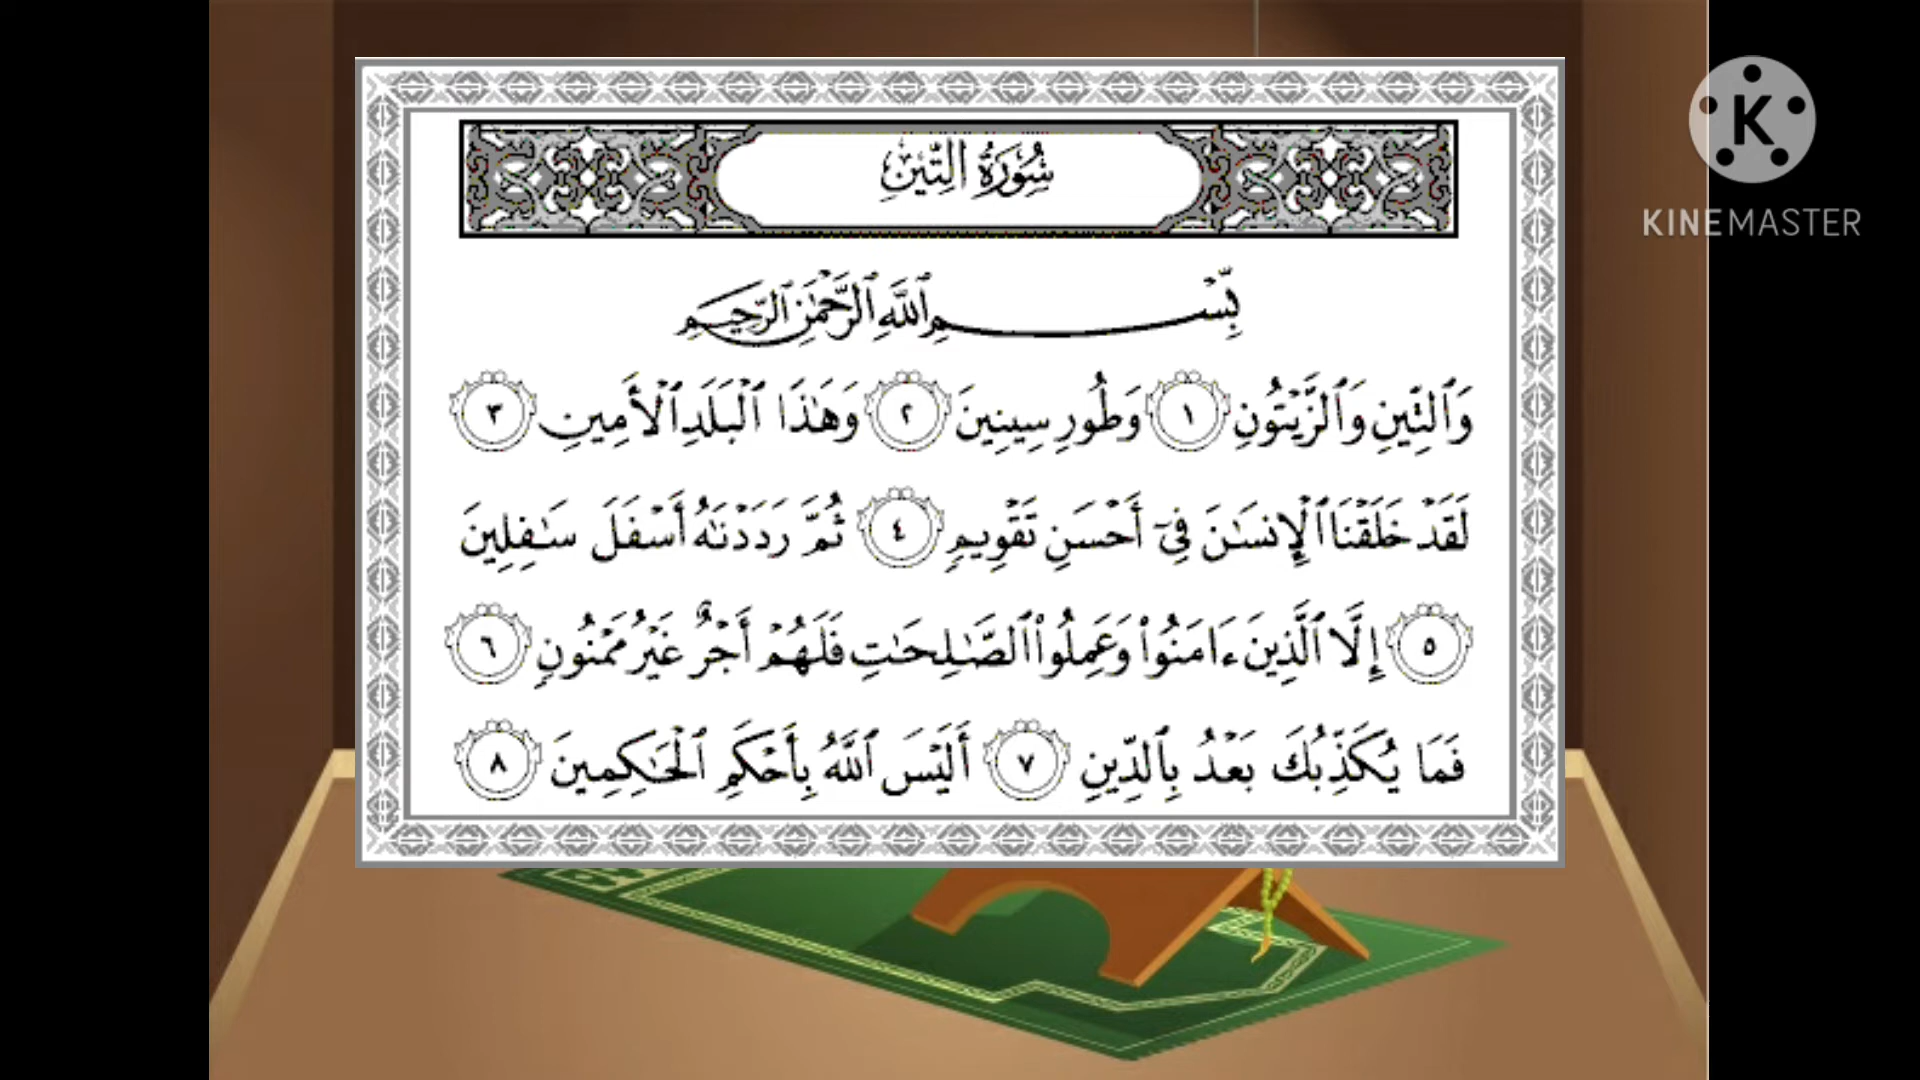 سُورَةُ التِّينِ
بِّسْمِ ٱللَّهِ ٱلرَّحْمَٰنِ ٱلرَّحِيمِ
وَٱلتِّينِ وَٱلزَّيْتُونِ ١ وَطُورِ سِينِينَ ٢ وَهَٰذَا ٱلْبَلَدِ ٱلْأَمِينِ ٣
لَقَدْ خَلَقْنَا ٱلْإِنسَٰنَ فِىٓ أَحْسَنِ تَقْوِيمٍ ٤ ثُمَّ رَدَدْنَٰهُ أَسْفَلَ سَٰفِلِينَ
٥ إِلَّا ٱلَّذِينَ ءَامَنُوا۟ وَعَمِلُوا۟ ٱلصَّٰلِحَٰتِ فَلَهُمْ أَجْرٌ غَيْرُ مَمْنُونٍ ٦
فَمَا يُكَذِّبُكَ بَعْدُ بِٱلدِّينِ ٧ أَلَيْسَ ٱللَّهُ بِأَحْكَمِ ٱلْحَٰكِمِينَ ٨
K
KINEMASTER